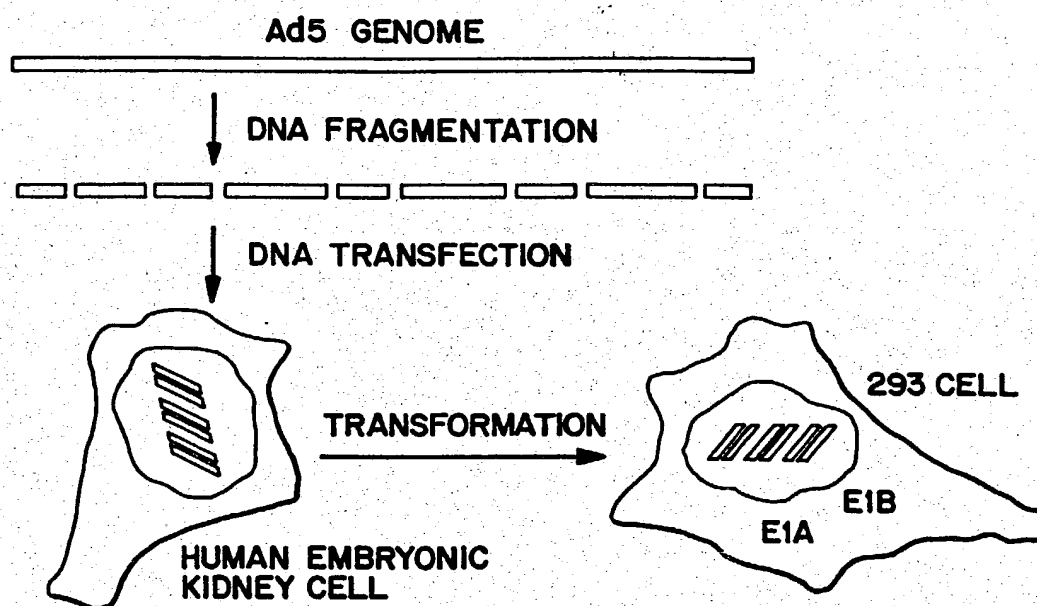 Ad5 GENOME
DNA FRAGMENTATION
DNA TRANSFECTION
TRANSFORMATION
293 CELL
E1B
E1A
HUMAN EMBRYONIC
KIDNEY CELL